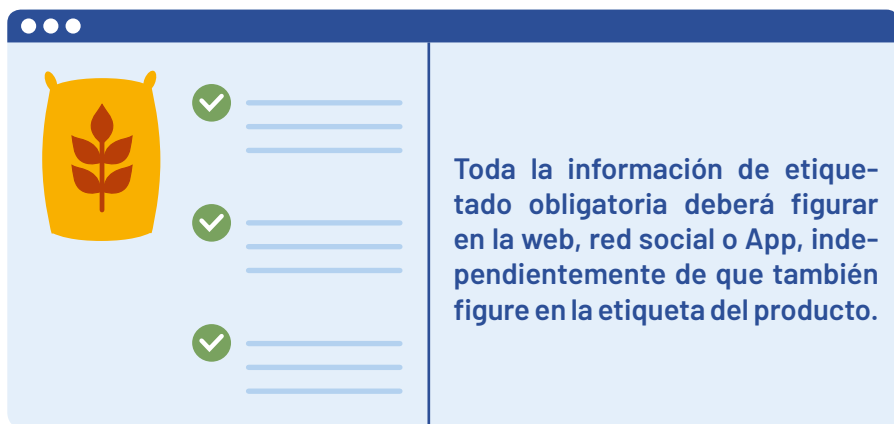 Toda la información de etique-
tado obligatoria deberá figurar
en la web, red social o App, inde-
pendientemente de que también
figure en la etiqueta del producto.